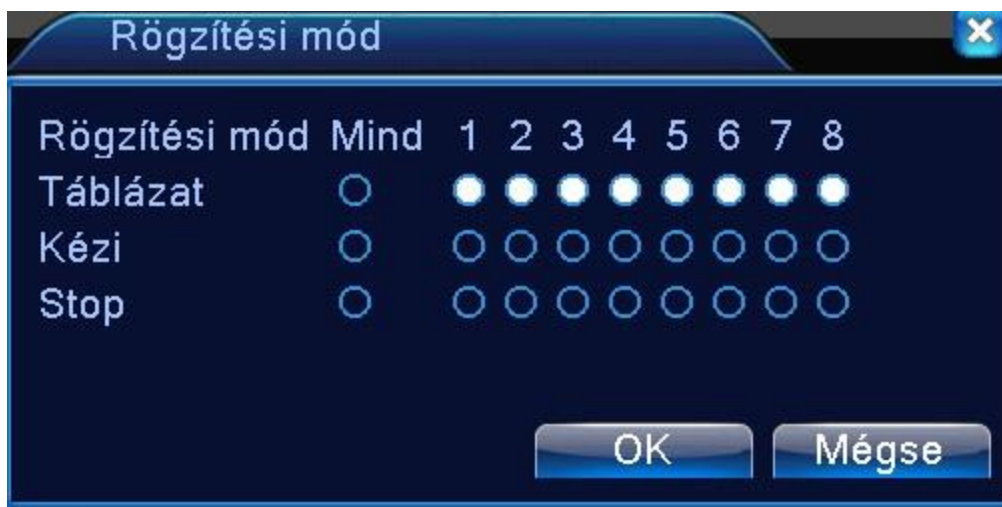 Rögzítési mód
Rögzítési mód Mind 1 2 3 4 5 6 7 8
Táblázat
Kézi
Stop
OK Mégse